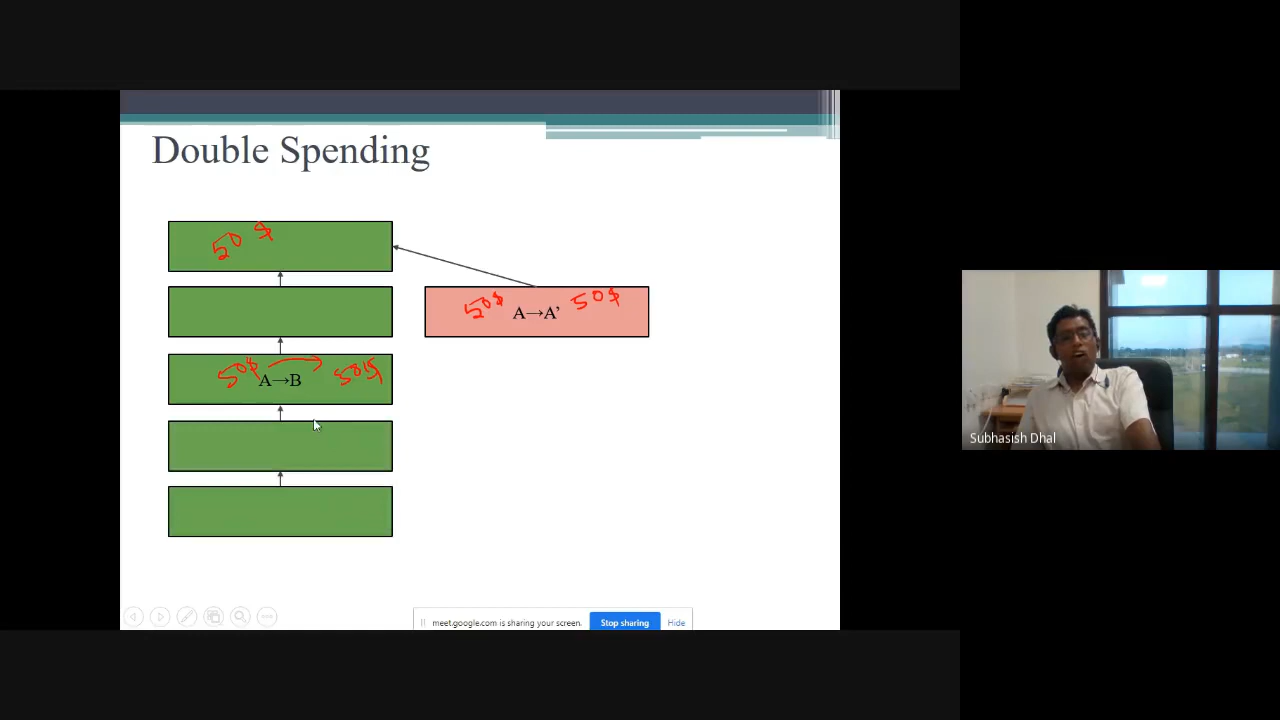 Double Spending
50 $
50$ A→A’ 50$
50$ A→B 50$
Subhasish Dhal
meet.google.com is sharing your screen.
Stop sharing
Hide